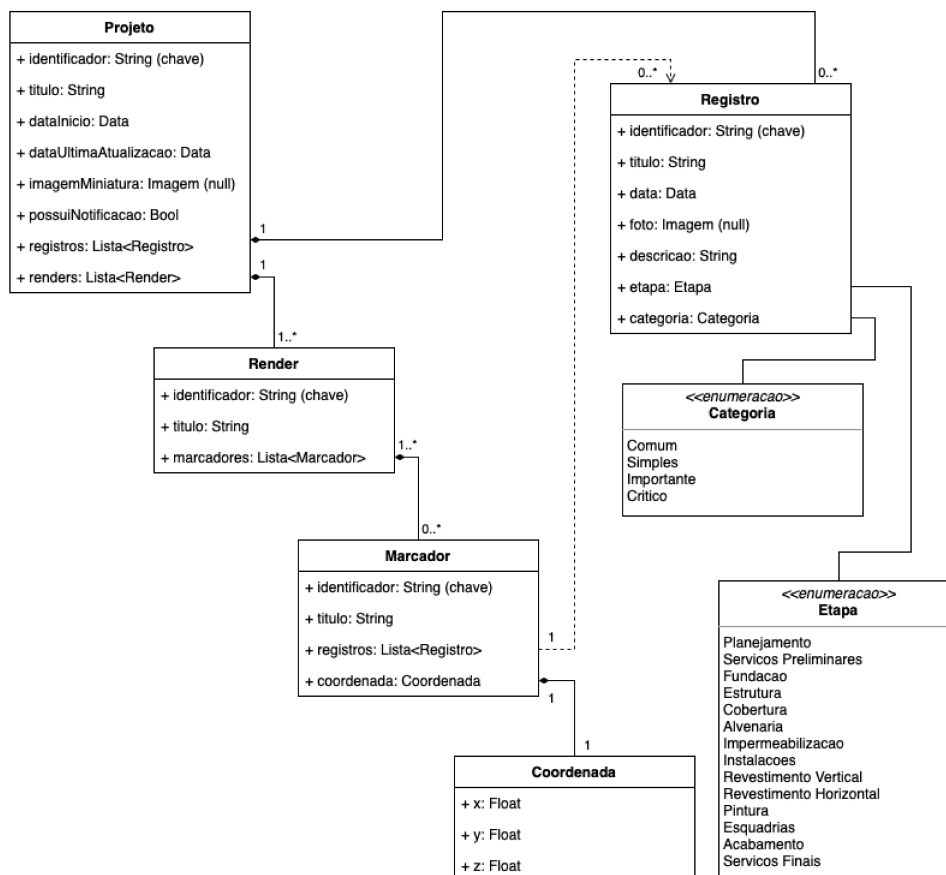 Projeto
+ identificador: String (chave)
+ titulo: String
+ dataInicio: Data
+ dataUltimaAtualizacao: Data
+ imagemMiniatura: Imagem (null)
+ possuiNotificacao: Bool
+ registros: Lista<Registro>
+ renders: Lista<Render>
1
1
0..*
0..*
Registro
+ identificador: String (chave)
+ titulo: String
+ data: Data
+ foto: Imagem (null)
+ descricao: String
+ etapa: Etapa
+ categoria: Categoria
1..*
Render
+ identificador: String (chave)
+ titulo: String
+ marcadores: Lista<Marcador>
1..*
0..*
<<enumeracao>>
Categoria
Comum
Simples
Importante
Critico
Marcador
+ identificador: String (chave)
+ titulo: String
+ registros: Lista<Registro>
+ coordenada: Coordenada
1
1
1
<<enumeracao>>
Etapa
Planejamento
Servicos Preliminares
Fundacao
Estrutura
Cobertura
Alvenaria
Impermeabilizacao
Instalacoes
Revestimento Vertical
Revestimento Horizontal
Pintura
Esquadrias
Acabamento
Servicos Finais
Coordenada
+ x: Float
+ y: Float
+ z: Float